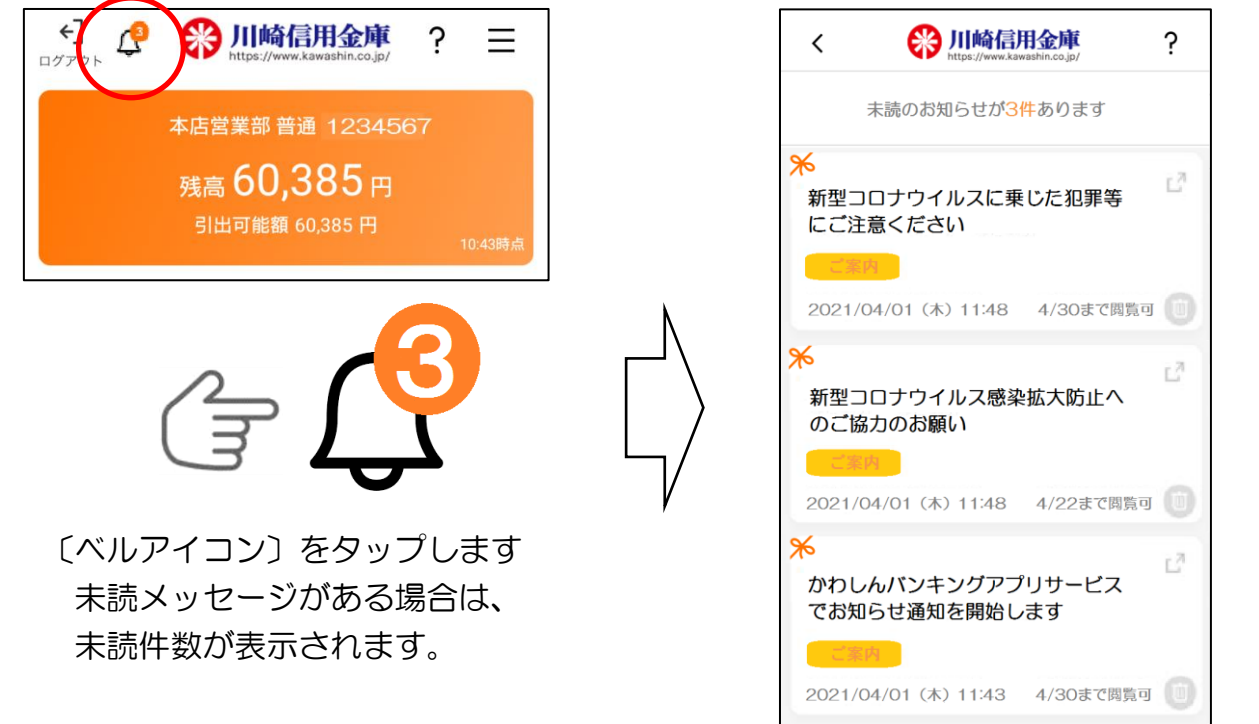 ログアウト
3
川崎信用金庫
https://www.kawashin.co.jp/
?
本店営業部 普通 1234567
残高 60,385 円
引出可能額 60,385 円
10:43時点
3
〔ベルアイコン〕をタップします
未読メッセージがある場合は、
未読件数が表示されます。
川崎信用金庫
https://www.kawashin.co.jp/
?
未読のお知らせが3件あります
新型コロナウイルスに乗じた犯罪等
にご注意ください
ご案内
2021/04/01（木）11:48 4/30まで閲覧可
新型コロナウイルス感染拡大防止へ
のご協力のお願い
ご案内
2021/04/01（木）11:48 4/22まで閲覧可
かわしんバンキングアプリサービス
でお知らせ通知を開始します
ご案内
2021/04/01（木）11:43 4/30まで閲覧可